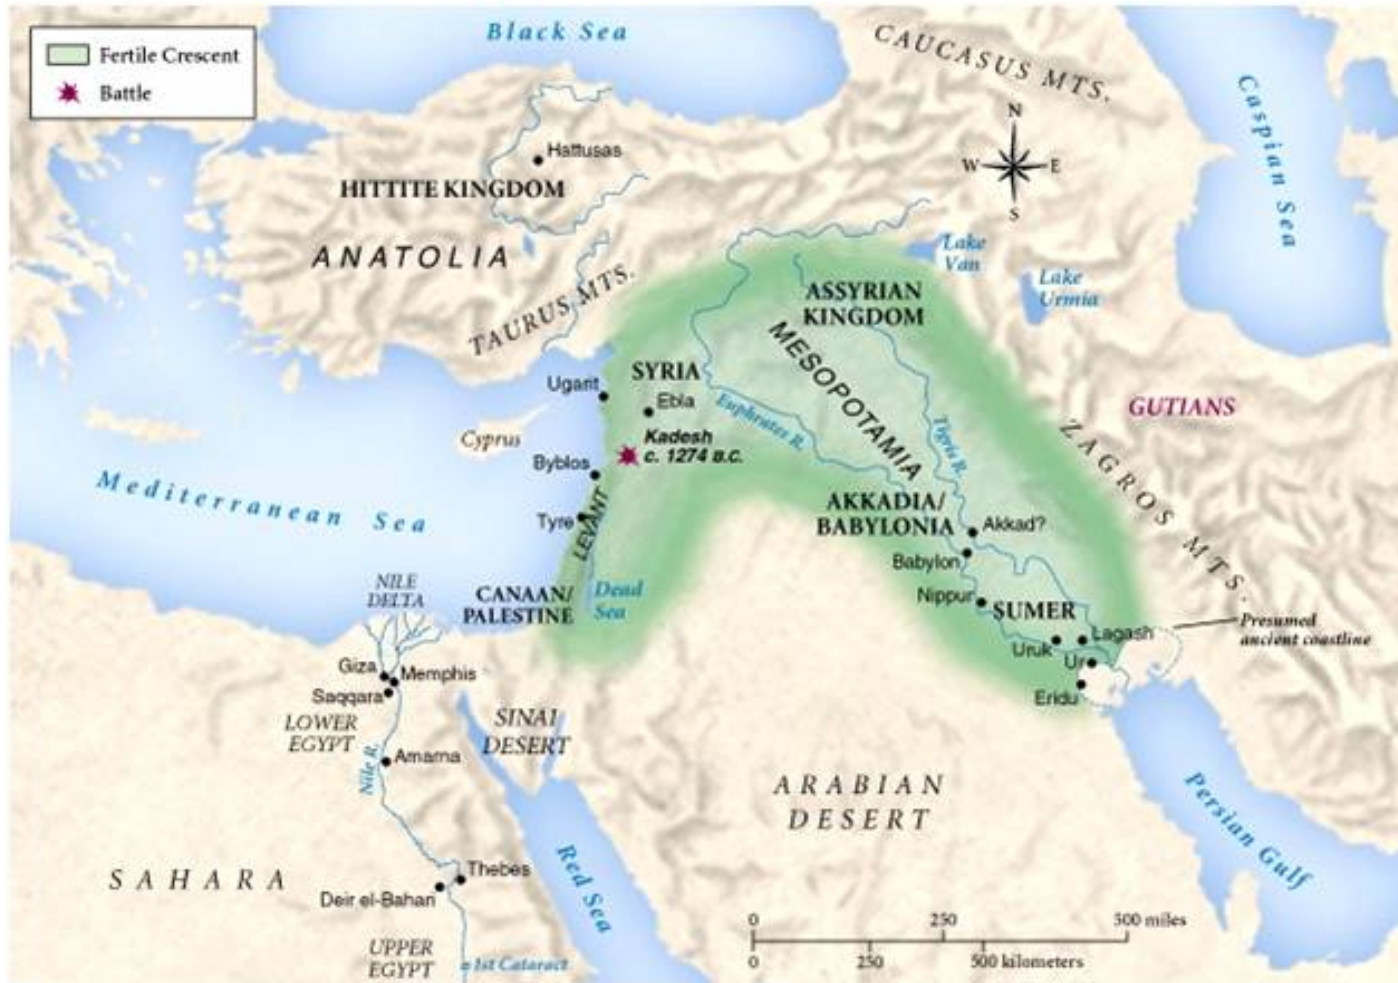 Fertile Crescent
Battle
Black Sea
CAUCASUS MTS.
Caspian Sea
N
W
E
S
Hattusas
HITTITE KINGDOM
ANATOLIA
TAURUS MTS.
Lake
Van
Lake
Urmia
ASSYRIAN
KINGDOM
MESOPOTAMIA
SYRIA
Ugarit
Ebla
Euphrates R.
Tigris R.
GUTIANS
ZAGROS MTS.
Cyprus
Kadesh
c. 1274 B.C.
Byblos
Mediterranean Sea
Tyre
LEVANT
AKKADIA/
BABYLONIA
Akkad?
Babylon
Nippur
SUMER
NILE
DELTA
CANAAN/
PALESTINE
Dead
Sea
Presumed
ancient coastline
Lagash
Uruk
Ur
Eridu
Giza
Memphis
Saqqara
LOWER
EGYPT
SINAI
DESERT
Amarna
Nile R.
ARABIAN
DESERT
Persian Gulf
Red Sea
SAHARA
Thebes
Deir el-Bahari
UPPER
EGYPT
1st Cataract
0 250 500 miles
0 250 500 kilometers